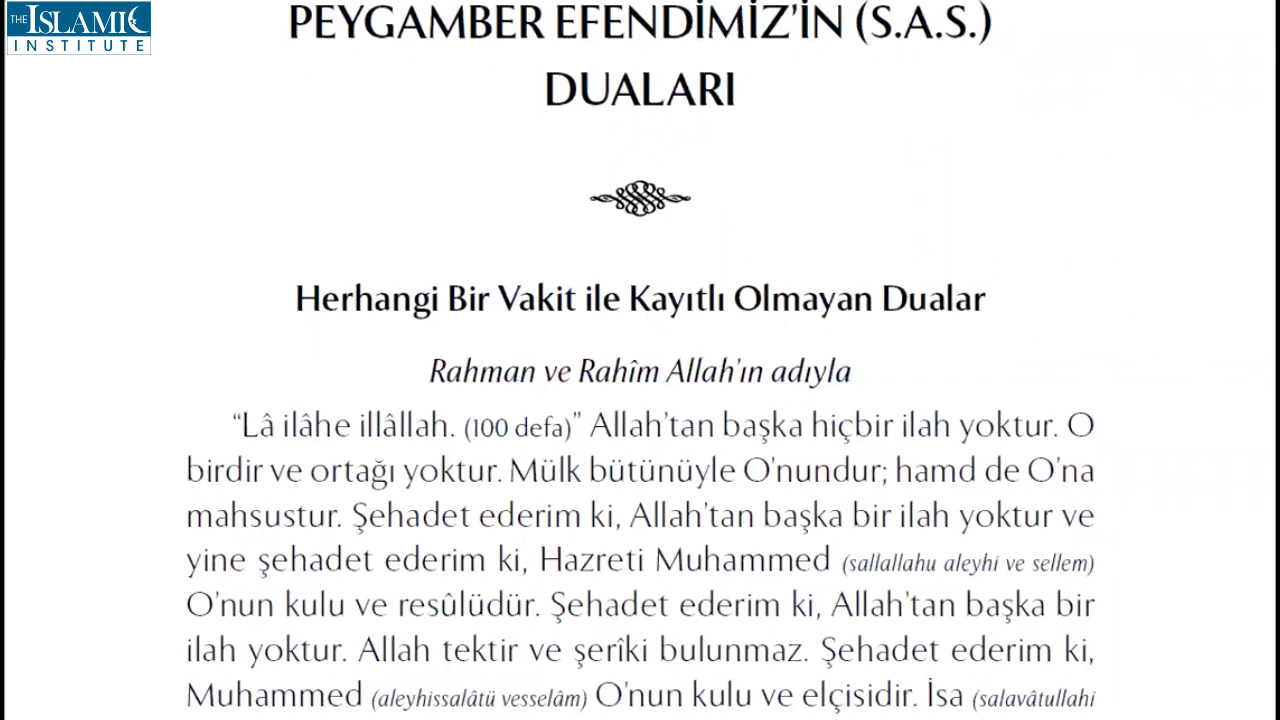 THE ISLAMIC
INSTITUTE
PEYGAMBER EFENDİMİZ’İN (S.A.S.)
DUALARI
Herhangi Bir Vakit ile Kayıtlı Olmayan Dualar
Rahman ve Rahîm Allah’ın adıyla
“Lâ ilâhe illâllah. (100 defa)” Allah’tan başka hiçbir ilah yoktur. O
birdir ve ortağı yoktur. Mülk bütünüyle O’nundur; hamd de O’na
mahsustur. Şehadet ederim ki, Allah’tan başka bir ilah yoktur ve
yine şehadet ederim ki, Hazreti Muhammed (sallallahu aleyhi ve sellem)
O’nun kulu ve resûlüdür. Şehadet ederim ki, Allah’tan başka bir
ilah yoktur. Allah tektir ve şerîki bulunmaz. Şehadet ederim ki,
Muhammed (aleyhissalâtü vesselâm) O’nun kulu ve elçisidir. İsa (salavâtullahi